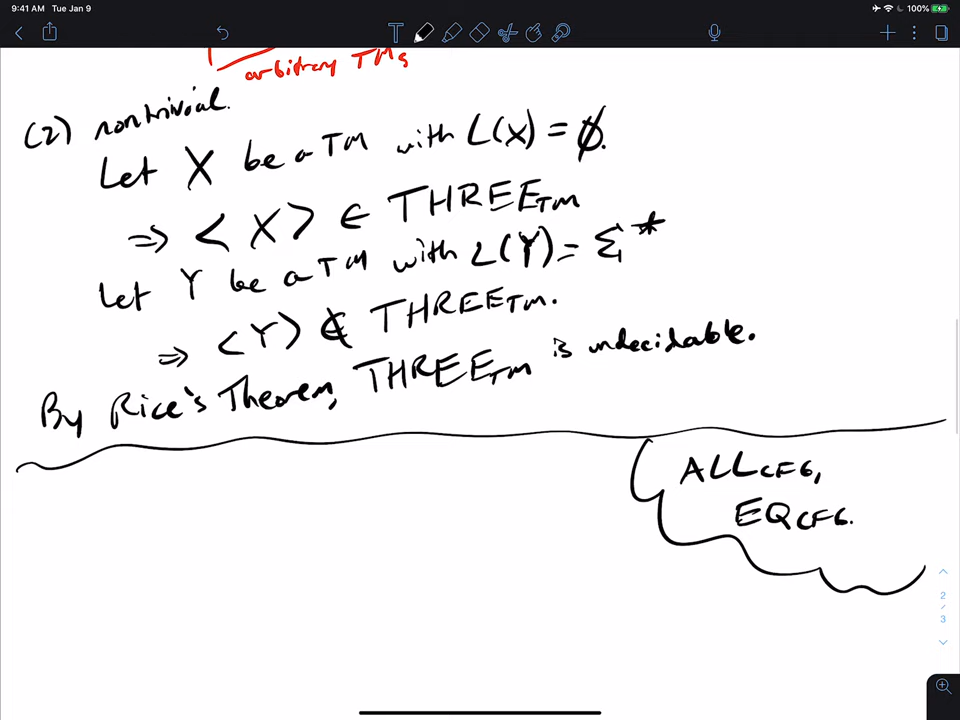 9:41 AM Tue Jan 9
100%
arbitrary TMs
(2) nontrivial.
Let X be a TM with L(X) = ∅.
⇒ <X> ∈ THREE_TM
Let Y be a TM with L(Y) = Σ*
⇒ <Y> ∉ THREE_TM.
By Rice's Theorem, THREE_TM is undecidable.
ALL_CFG,
EQ_CFG.
2
/
3